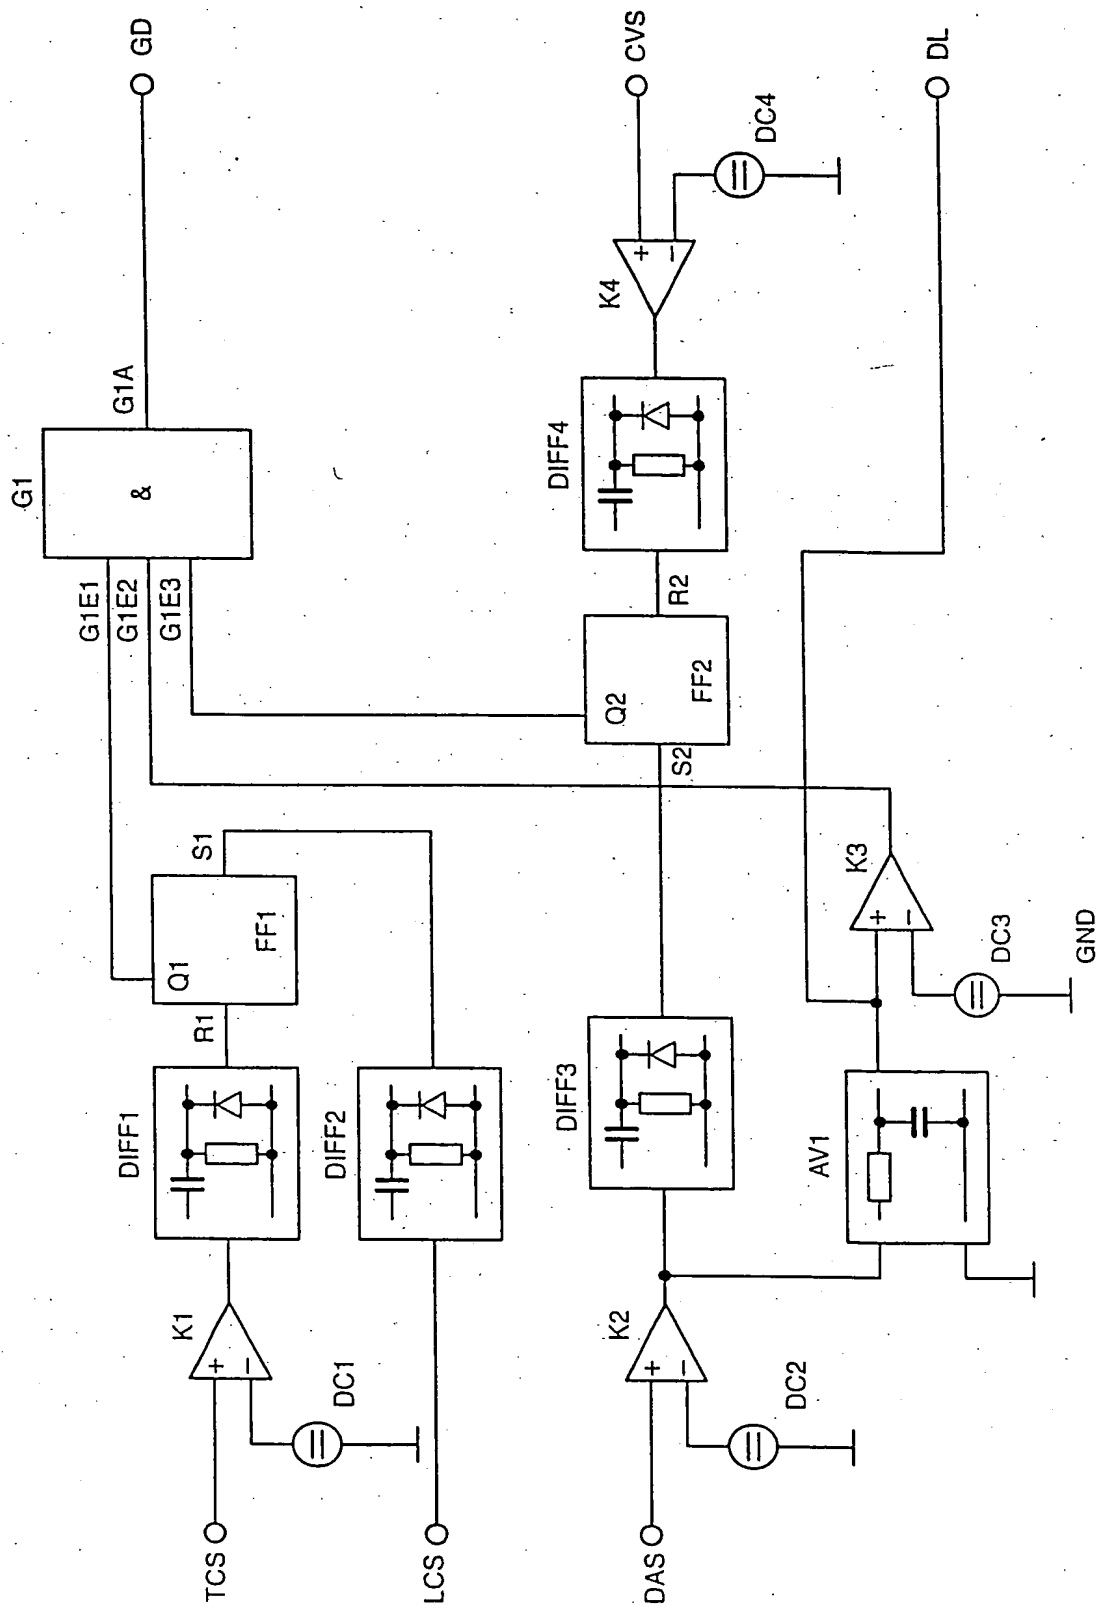 TCS
K1
+
−
DC1
DIFF1
R1
Q1
FF1
S1
G1E1
G1E2
G1E3
G1
&
G1A
GD
LCS
DIFF2
DAS
K2
+
−
DC2
DIFF3
S2
Q2
FF2
R2
DIFF4
K4
+
−
CVS
DC4
AV1
K3
+
−
DC3
GND
DL